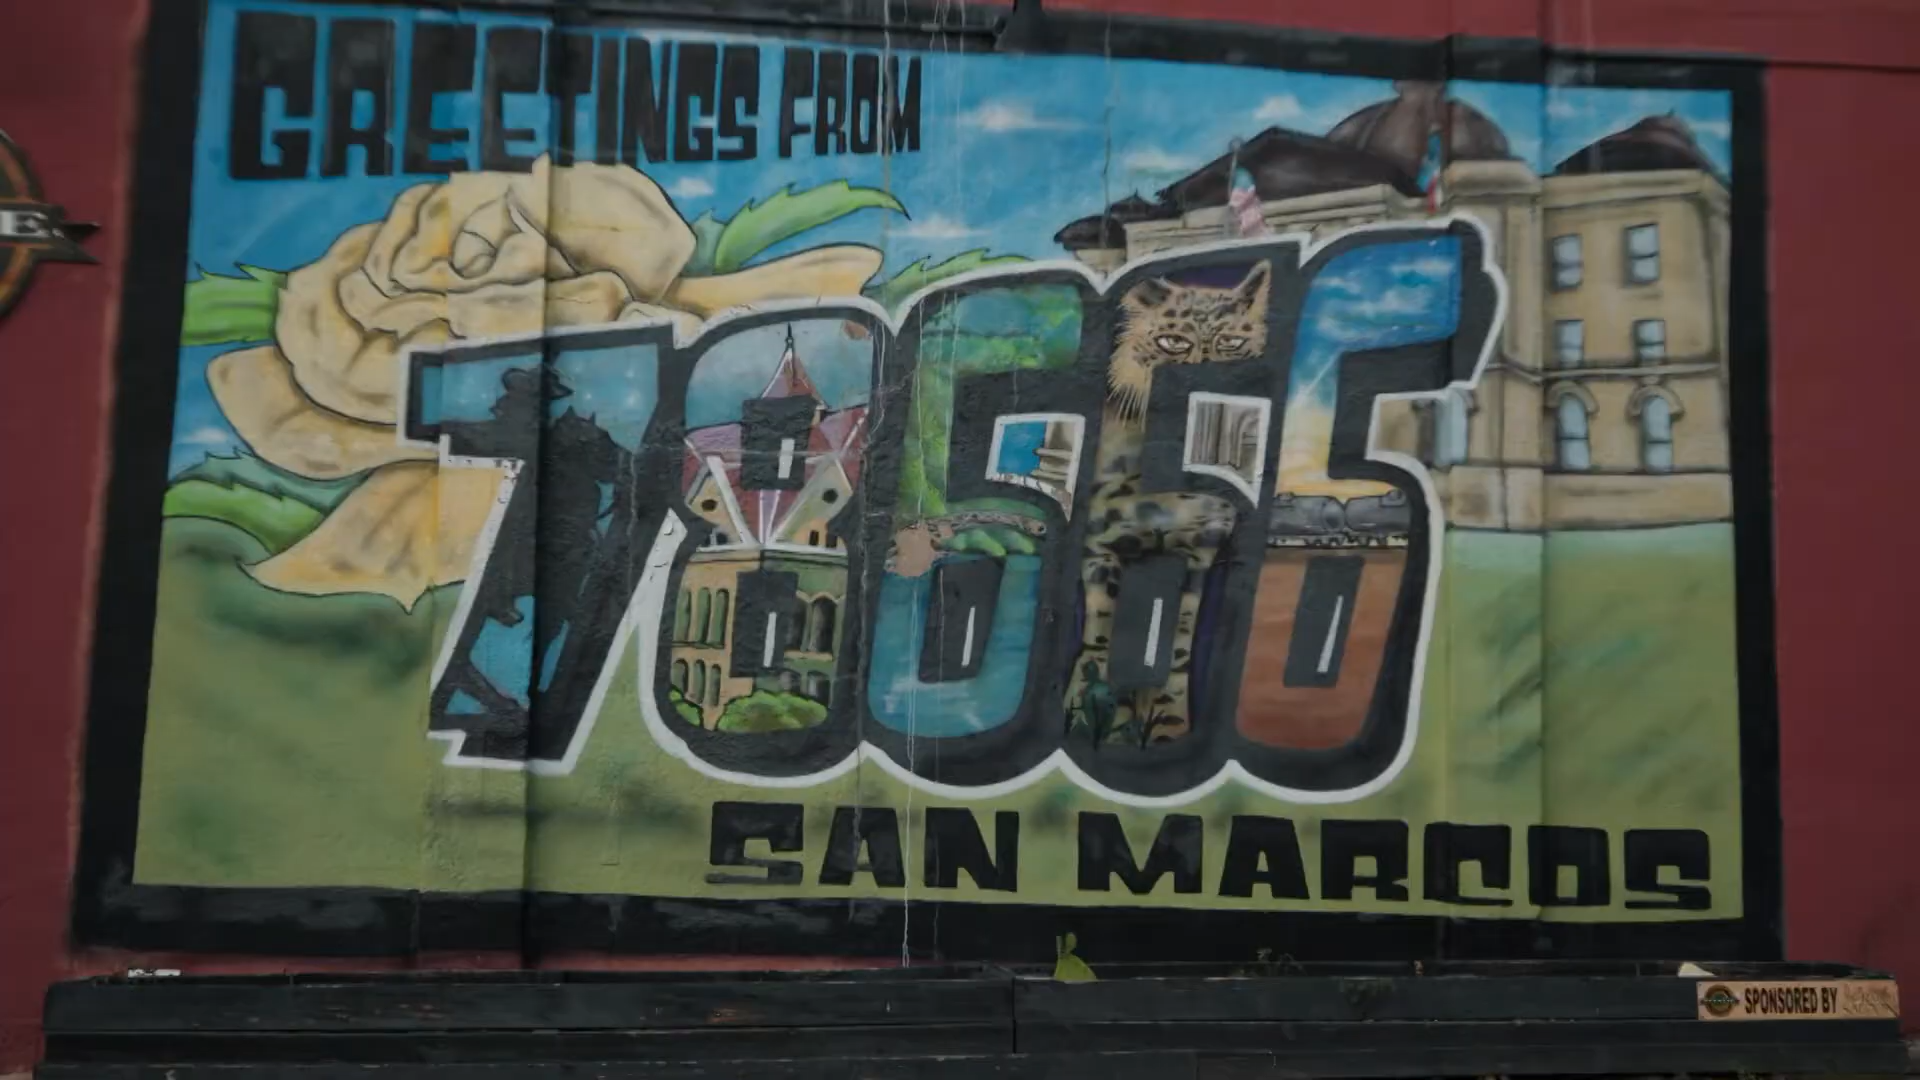 GREETINGS FROM
E.
78666
SAN MARCOS
SPONSORED BY